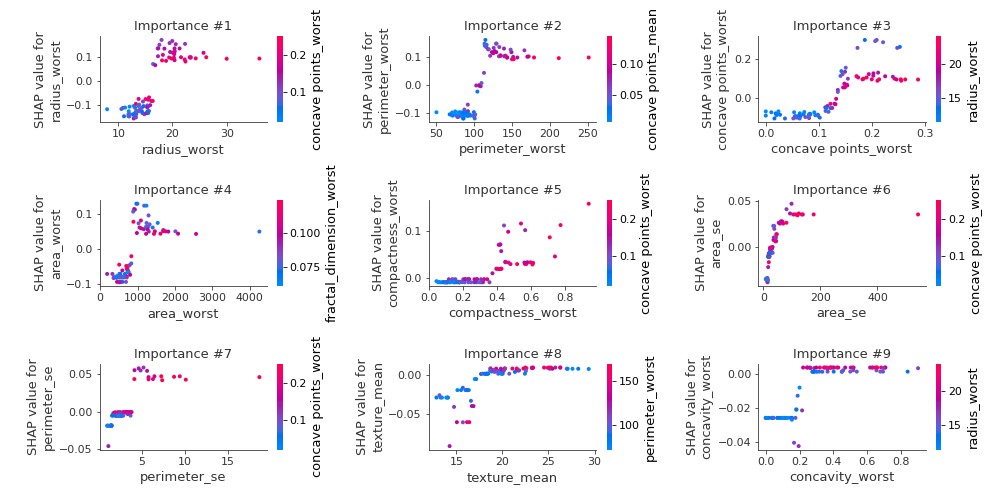 Importance #1
SHAP value for
radius_worst
0.1
0.0
−0.1
10
20
30
radius_worst
0.2
0.1
concave points_worst
Importance #2
SHAP value for
perimeter_worst
0.1
0.0
−0.1
50
100
150
200
250
perimeter_worst
0.10
0.05
concave points_mean
Importance #3
SHAP value for
concave points_worst
0.2
0.0
0.0
0.1
0.2
0.3
concave points_worst
20
15
radius_worst
Importance #4
SHAP value for
area_worst
0.1
0.0
−0.1
0
1000
2000
3000
4000
area_worst
0.100
0.075
fractal_dimension_worst
Importance #5
SHAP value for
compactness_worst
0.1
0.0
0.0
0.2
0.4
0.6
0.8
compactness_worst
0.2
0.1
concave points_worst
Importance #6
SHAP value for
area_se
0.05
0.00
0
200
400
area_se
0.2
0.1
concave points_worst
Importance #7
SHAP value for
perimeter_se
0.05
0.00
−0.05
5
10
15
perimeter_se
0.2
0.1
concave points_worst
Importance #8
SHAP value for
texture_mean
0.00
−0.05
15
20
25
30
texture_mean
150
100
perimeter_worst
Importance #9
SHAP value for
concavity_worst
0.00
−0.02
−0.04
0.0
0.2
0.4
0.6
0.8
concavity_worst
20
15
radius_worst